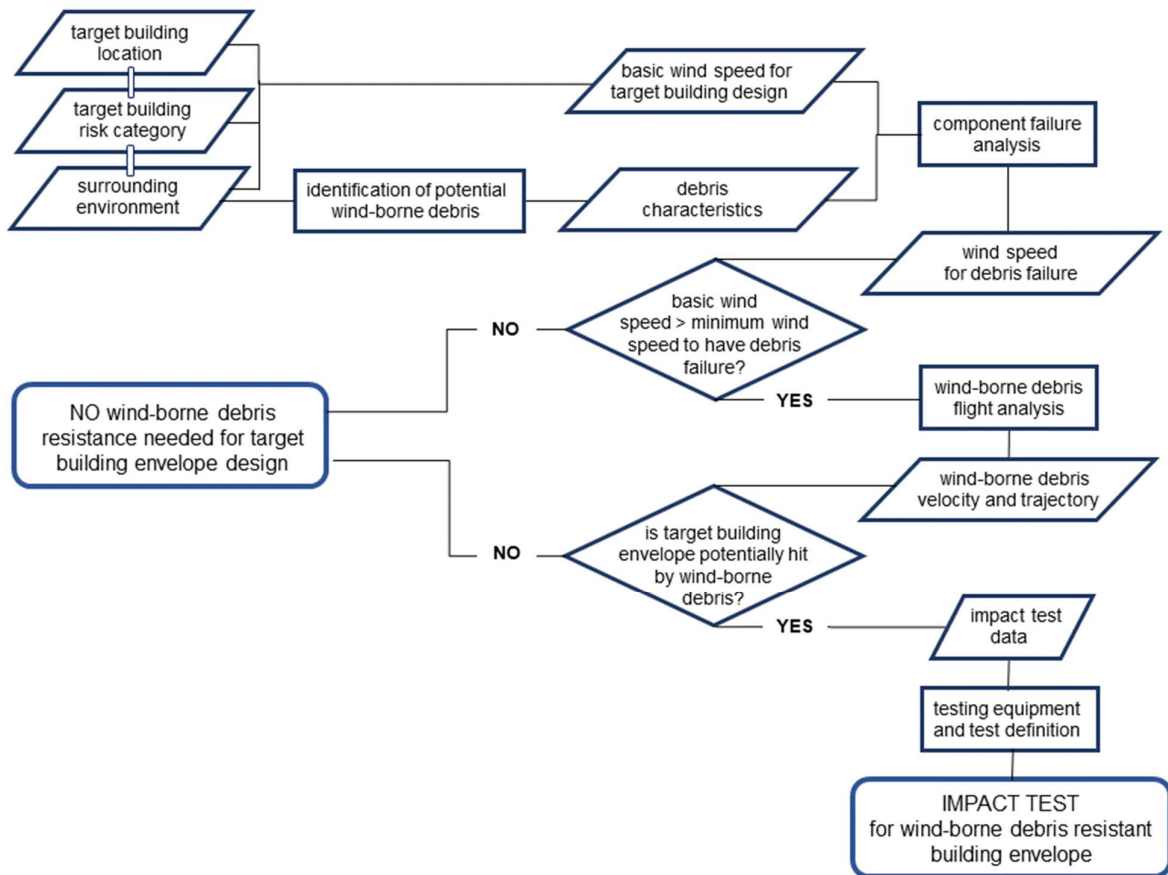 target building
location
target building
risk category
surrounding
environment
identification of potential
wind-borne debris
basic wind speed for
target building design
debris
characteristics
component failure
analysis
wind speed
for debris failure
basic wind
speed > minimum wind
speed to have debris
failure?
NO
YES
wind-borne debris
flight analysis
wind-borne debris
velocity and trajectory
NO wind-borne debris
resistance needed for target
building envelope design
is target building
envelope potentially hit
by wind-borne
debris?
NO
YES
impact test
data
testing equipment
and test definition
IMPACT TEST
for wind-borne debris resistant
building envelope